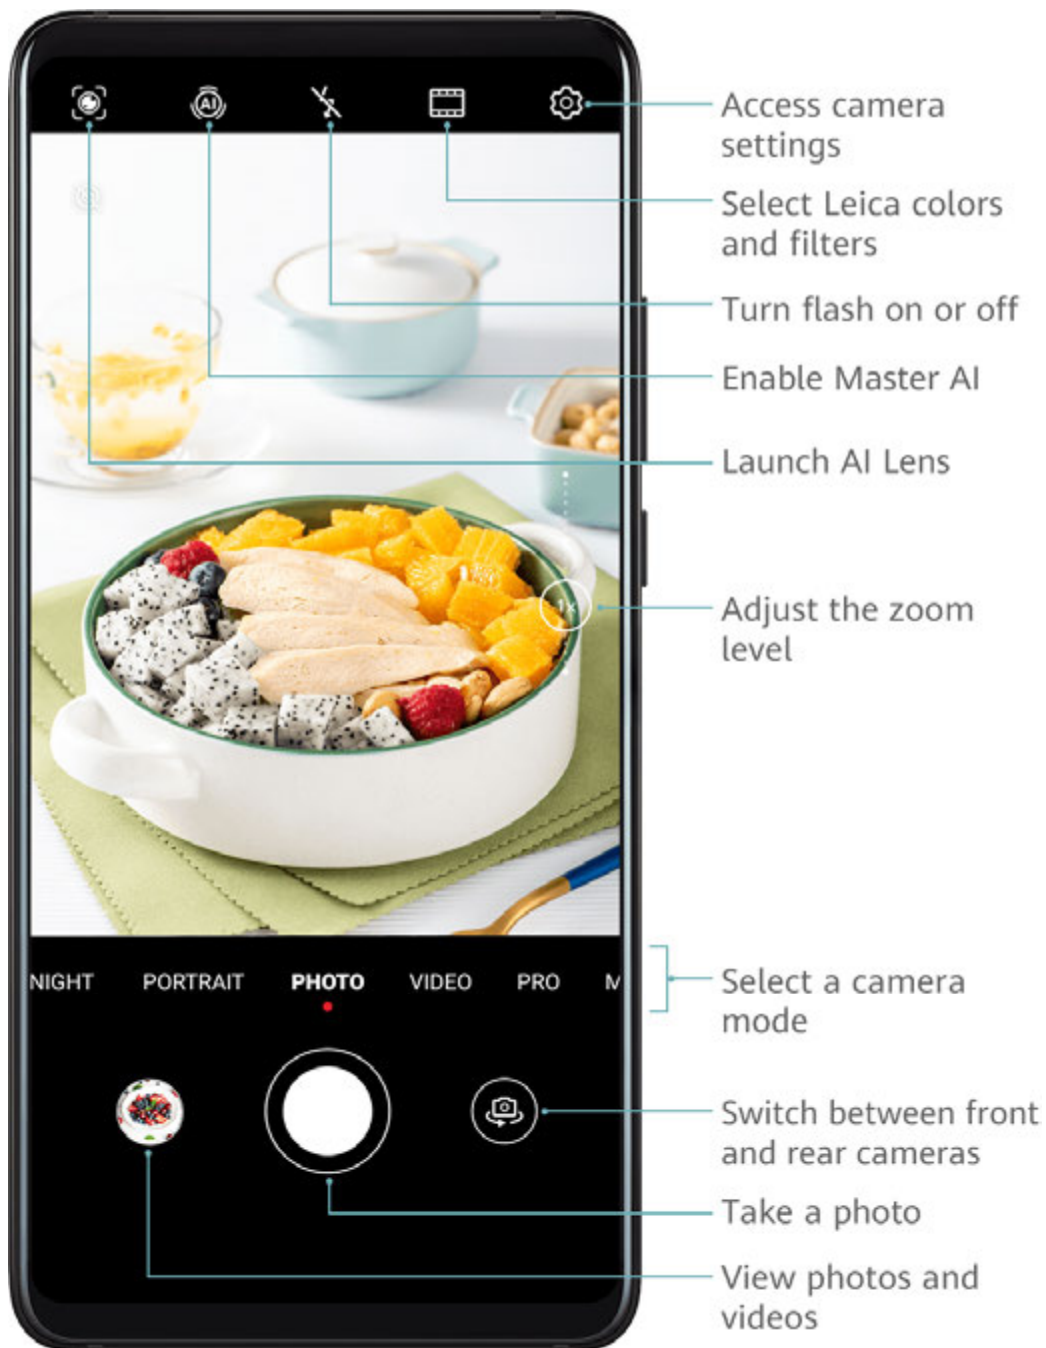 AI
Access camera
settings
Select Leica colors
and filters
Turn flash on or off
Enable Master AI
Launch AI Lens
1x
Adjust the zoom
level
NIGHT PORTRAIT PHOTO VIDEO PRO M
Select a camera
mode
Switch between front
and rear cameras
Take a photo
View photos and
videos